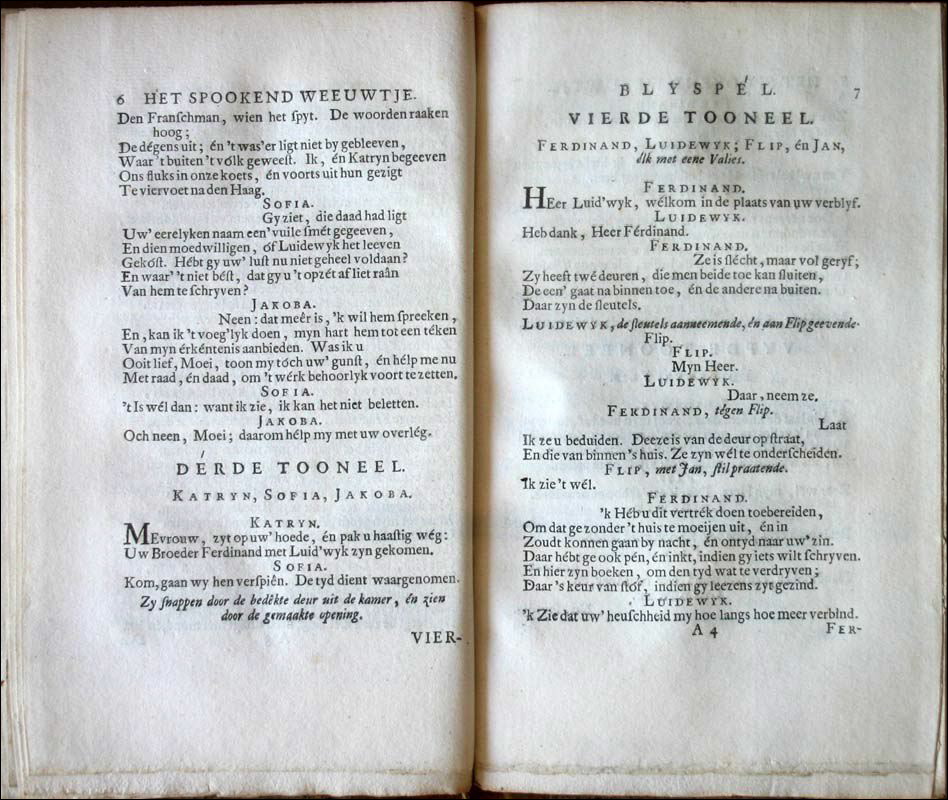 6 HET SPOOKEND WEEUWTJE.
Den Franſchman, wien het ſpyt. De woorden raaken
hoog;
De dégens uit; én 't was'er ligt niet by gebleeven,
Waar 't buiten 't vólk geweeſt. Ik, én Katryn begeeven
Ons fluks in onze koets, én voorts uit hun gezigt
Te viervoet na den Haag.
SOFIA.
Gy ziet, die daad had ligt
Uw' eerelyken naam een' vuile ſmét gegeeven,
En dien moedwilligen, óf Luidewyk het leeven
Gekóſt. Hébt gy uw' luſt nu niet geheel voldaan?
En waar' 't niet béſt, dat gy u 't opzét af liet raân
Van hem te ſchryven?
JAKOBA.
Neen: dat meêr is, 'k wil hem ſpreeken,
En, kan ik 't voeg'lyk doen, myn hart hem tot een téken
Van myn érkéntenis aanbieden. Was ik u
Ooit lief, Moei, toon my tóch uw' gunſt, én hélp me nu
Met raad, én daad, om 't wérk behoorlyk voort te zetten.
SOFIA.
't Is wél dan: want ik zie, ik kan het niet beletten.
JAKOBA.
Och neen, Moei; daarom hélp my met uw overlég.
DERDE TOONEEL.
KATRYN, SOFIA, JAKOBA.
KATRYN.
MEvrouw, zyt op uw' hoede, én pak u haaſtig wég:
Uw Broeder Ferdinand met Luid'wyk zyn gekomen.
SOFIA.
Kom, gaan wy hen verſpiên. De tyd dient waargenomen.
Zy ſnappen door de bedékte deur uit de kamer, én zien
door de gemaakte opening.
VIER-
BLYSPÉL. 7
VIERDE TOONEEL.
FERDINAND, LUIDEWYK; FLIP, én JAN,
élk met eene Valies.
FERDINAND.
HEer Luid'wyk, wélkom in de plaats van uw verblyf.
LUIDEWYK.
Heb dank, Heer Férdinand.
FERDINAND.
Ze is ſlécht, maar vol geryf;
Zy heeft twé deuren, die men beide toe kan ſluiten,
De een' gaat na binnen toe, én de andere na buiten.
Daar zyn de ſleutels.
LUIDEWYK, de ſleutels aanneemende, én aan Flip geevende.
Flip.
FLIP.
Myn Heer.
LUIDEWYK.
Daar, neem ze.
FERDINAND, tégen Flip.
Laat
Ik ze u beduiden. Deeze is van de deur op ſtraat,
En die van binnen 's huis. Ze zyn wél te onderſcheiden.
FLIP, met Jan, ſtil praatende.
Ik zie 't wél.
FERDINAND.
'k Héb u dit vertrék doen toebereiden,
Om dat ge zonder 't huis te moeijen uit, én in
Zoudt konnen gaan by nacht, én ontyd naar uw' zin.
Daar hébt ge ook pén, én inkt, indien gy iets wilt ſchryven.
En hier zyn boeken, om den tyd wat te verdryven;
Daar 's keur van ſtóf, indien gy leezens zyt gezind.
LUIDEWYK.
'k Zie dat uw' heuſchheid my hoe langs hoe meer verbind.
A 4 FER-